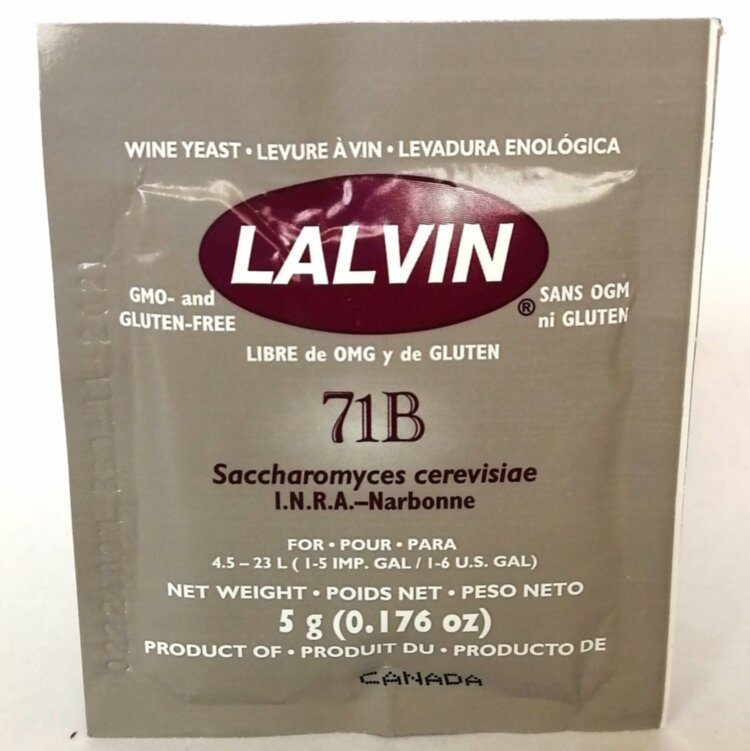 WINE YEAST • LEVURE À VIN • LEVADURA ENOLÓGICA
LALVIN®
GMO- and
GLUTEN-FREE
SANS OGM
ni GLUTEN
LIBRE de OMG y de GLUTEN
71B
Saccharomyces cerevisiae
I.N.R.A.–Narbonne
FOR • POUR • PARA
4.5 – 23 L ( 1-5 IMP. GAL / 1-6 U.S. GAL)
NET WEIGHT • POIDS NET • PESO NETO
5 g (0.176 oz)
PRODUCT OF • PRODUIT DU • PRODUCTO DE
CANADA